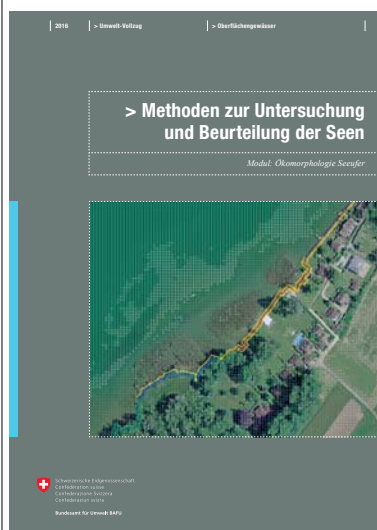 2016 > Umwelt-Vollzug > Oberflächengewässer
> Methoden zur Untersuchung
und Beurteilung der Seen
Modul: Ökomorphologie Seeufer
Schweizerische Eidgenossenschaft
Confédération suisse
Confederazione Svizzera
Confederaziun svizra
Bundesamt für Umwelt BAFU